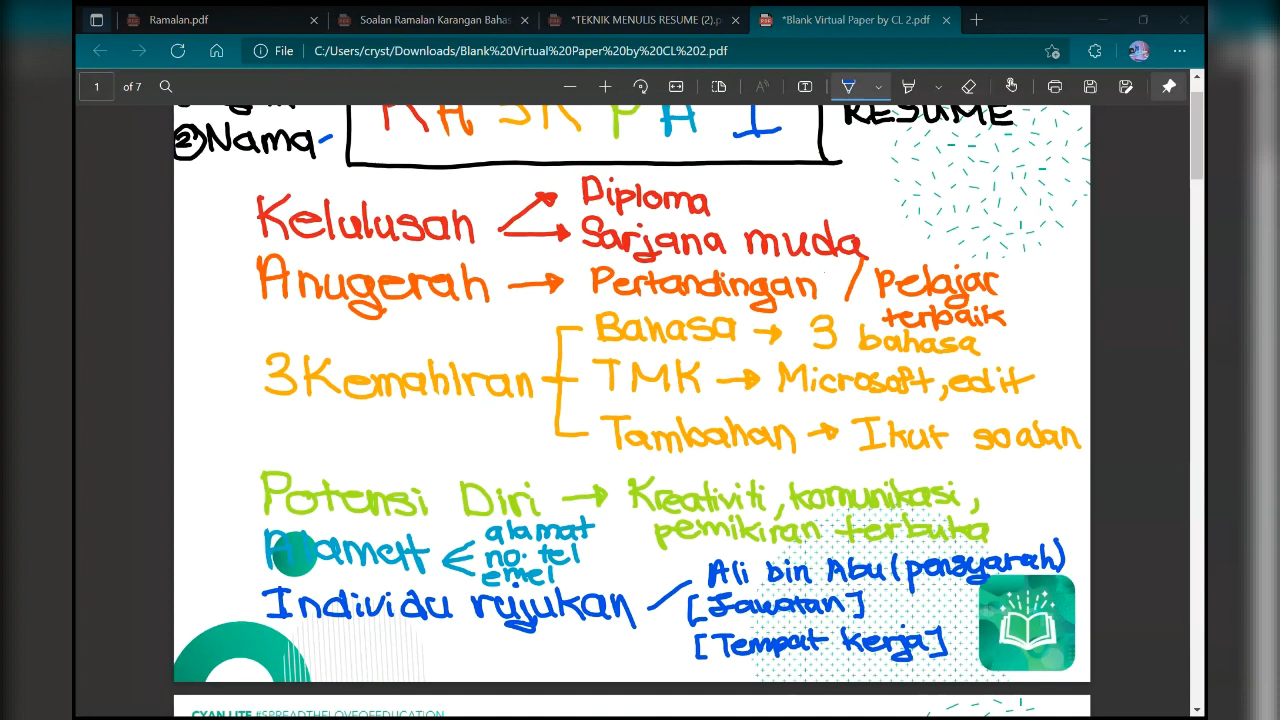 Ramalan.pdf
Soalan Ramalan Karangan Bahas
*TEKNIK MENULIS RESUME (2).p
*Blank Virtual Paper by CL 2.pdf
File
C:/Users/cryst/Downloads/Blank%20Virtual%20Paper%20by%20CL%202.pdf
1 of 7
K A 3K P A I
RESUME
② Nama -
Kelulusan → Diploma
→ Sarjana muda
Anugerah → Pertandingan / Pelajar terbaik
3 Kemahiran
Bahasa → 3 bahasa
TMK → Microsoft, edit
Tambahan → Ikut soalan
Potensi Diri → Kreativiti, komunikasi,
pemikiran terbuka
Alamat < alamat
no. tel
emel
Individu rujukan - Ali bin Abu (pensyarah)
[Jawatan]
[Tempat kerja]
CYAN LITE #SPREADTHELOVEOFEDUCATION